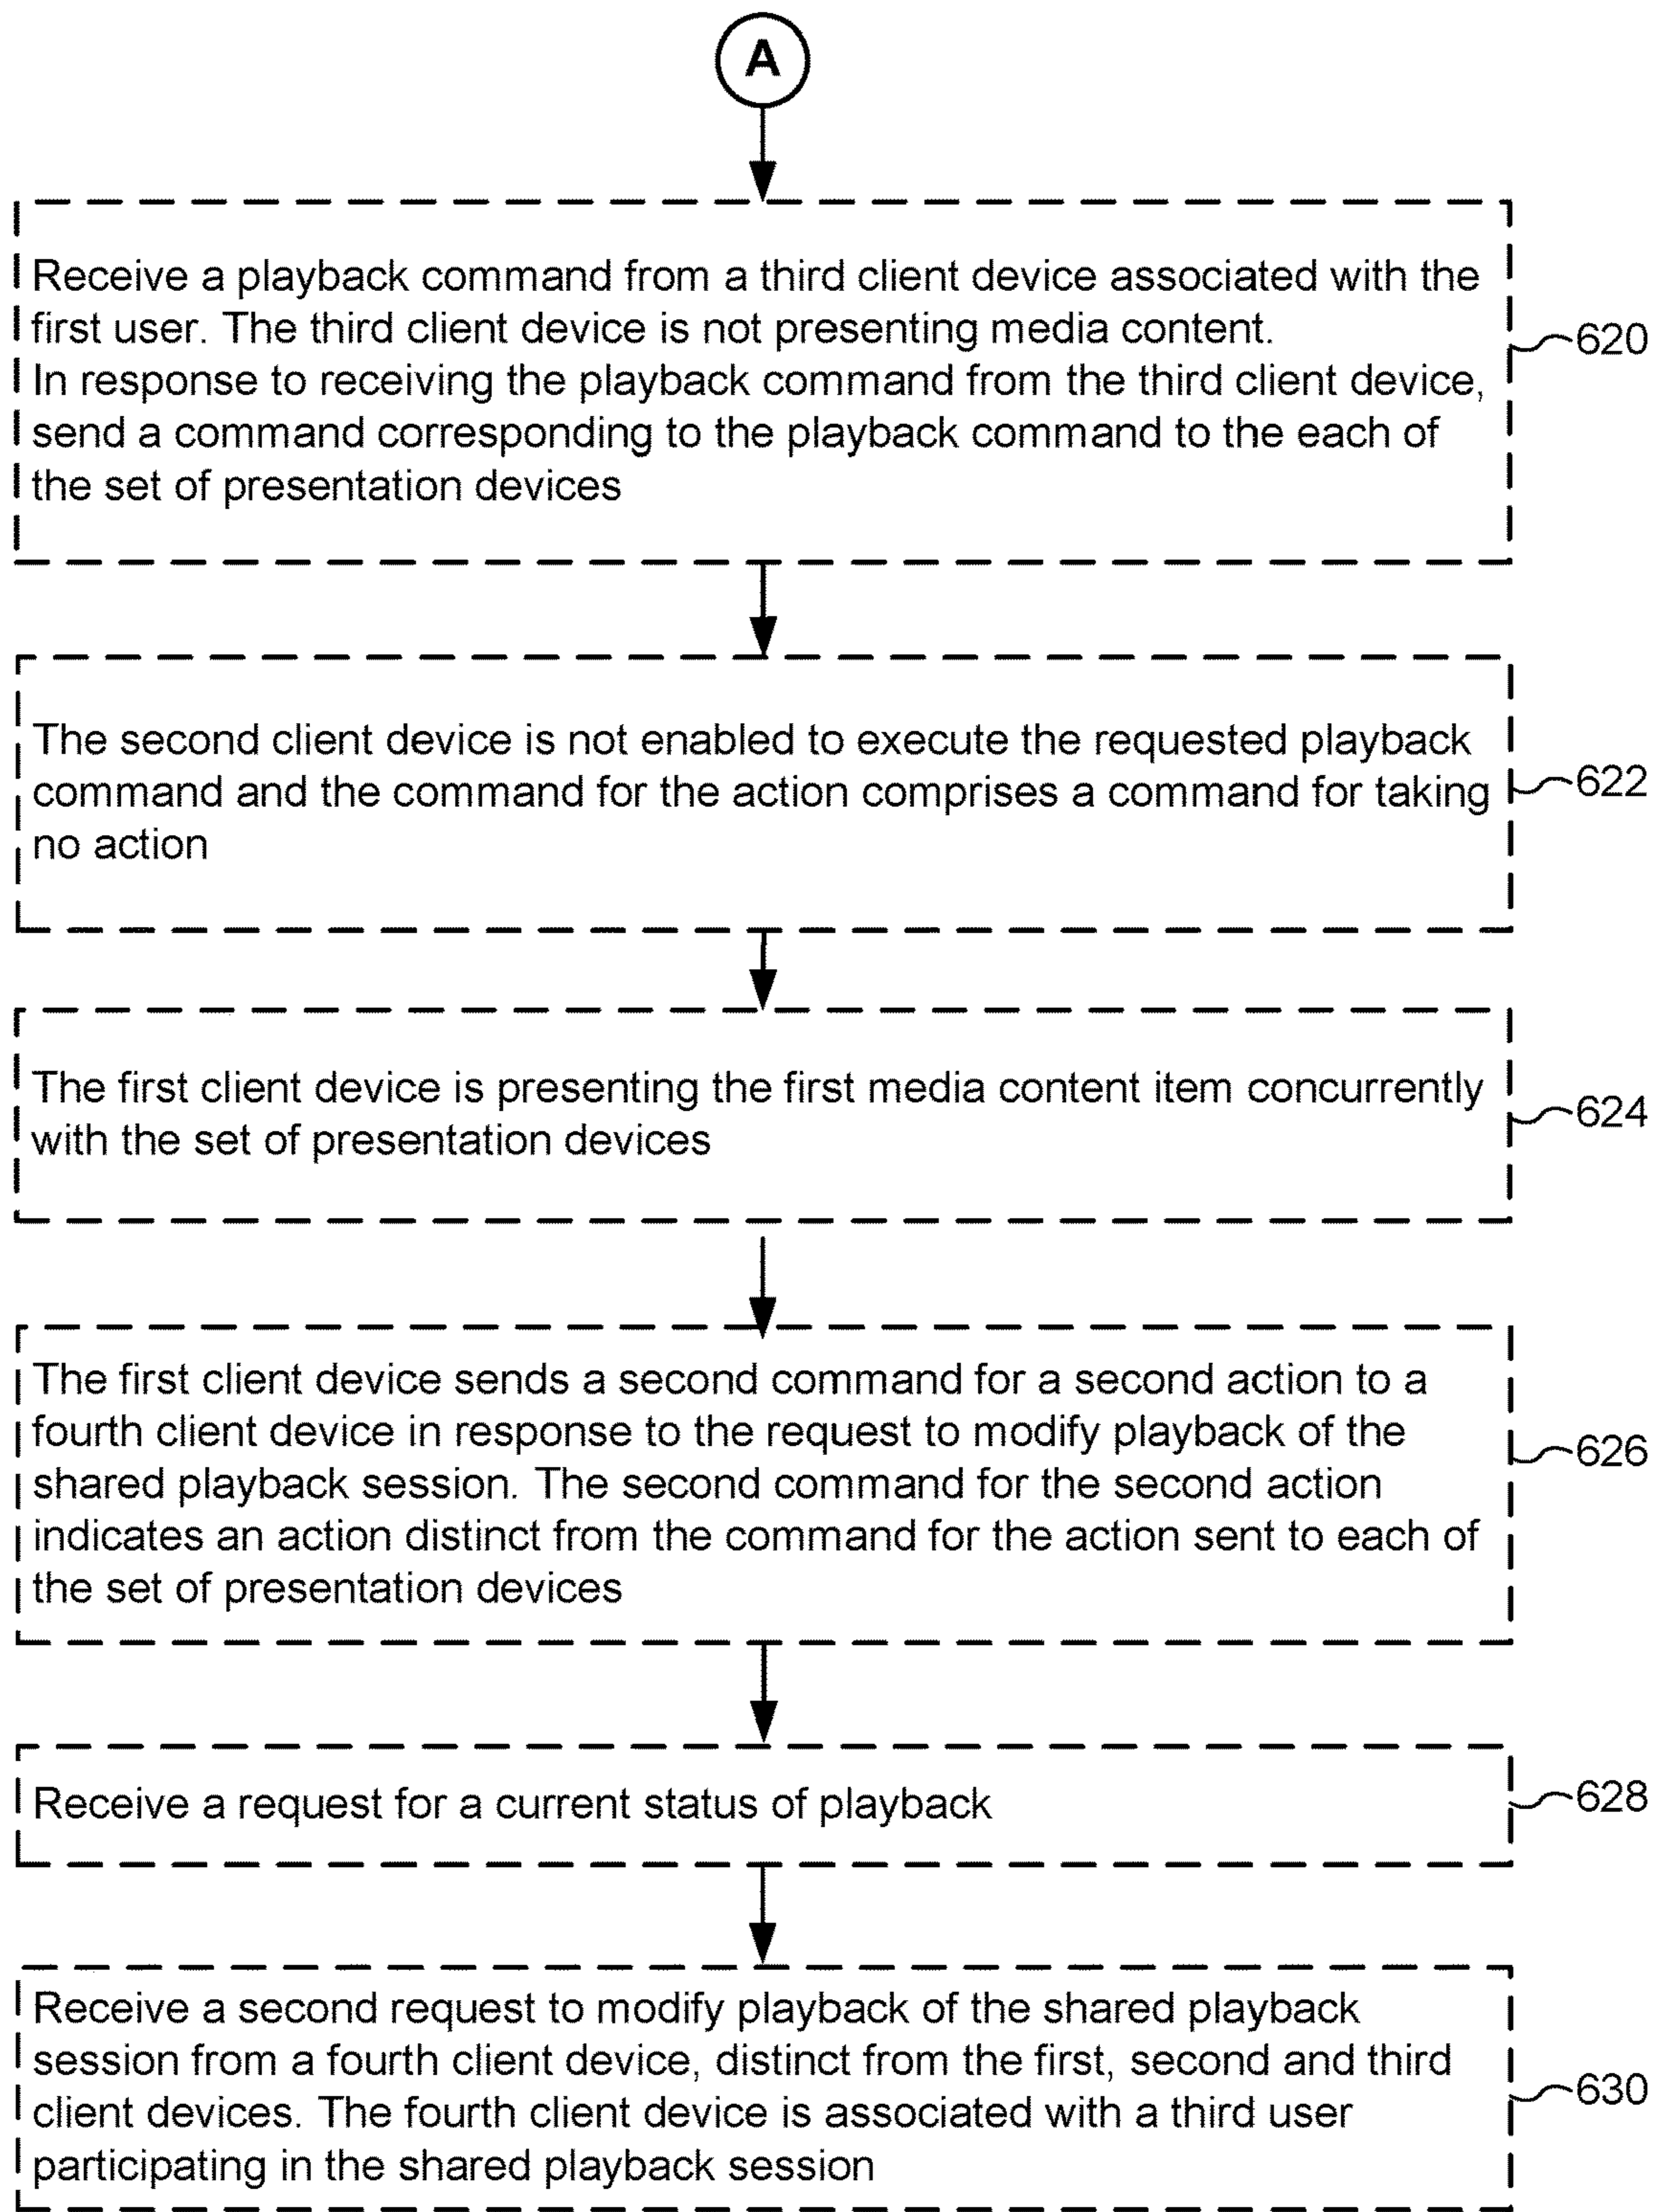 A
Receive a playback command from a third client device associated with the
first user. The third client device is not presenting media content.
In response to receiving the playback command from the third client device,
send a command corresponding to the playback command to the each of
the set of presentation devices
620
The second client device is not enabled to execute the requested playback
command and the command for the action comprises a command for taking
no action
622
The first client device is presenting the first media content item concurrently
with the set of presentation devices
624
The first client device sends a second command for a second action to a
fourth client device in response to the request to modify playback of the
shared playback session. The second command for the second action
indicates an action distinct from the command for the action sent to each of
the set of presentation devices
626
Receive a request for a current status of playback
628
Receive a second request to modify playback of the shared playback
session from a fourth client device, distinct from the first, second and third
client devices. The fourth client device is associated with a third user
participating in the shared playback session
630